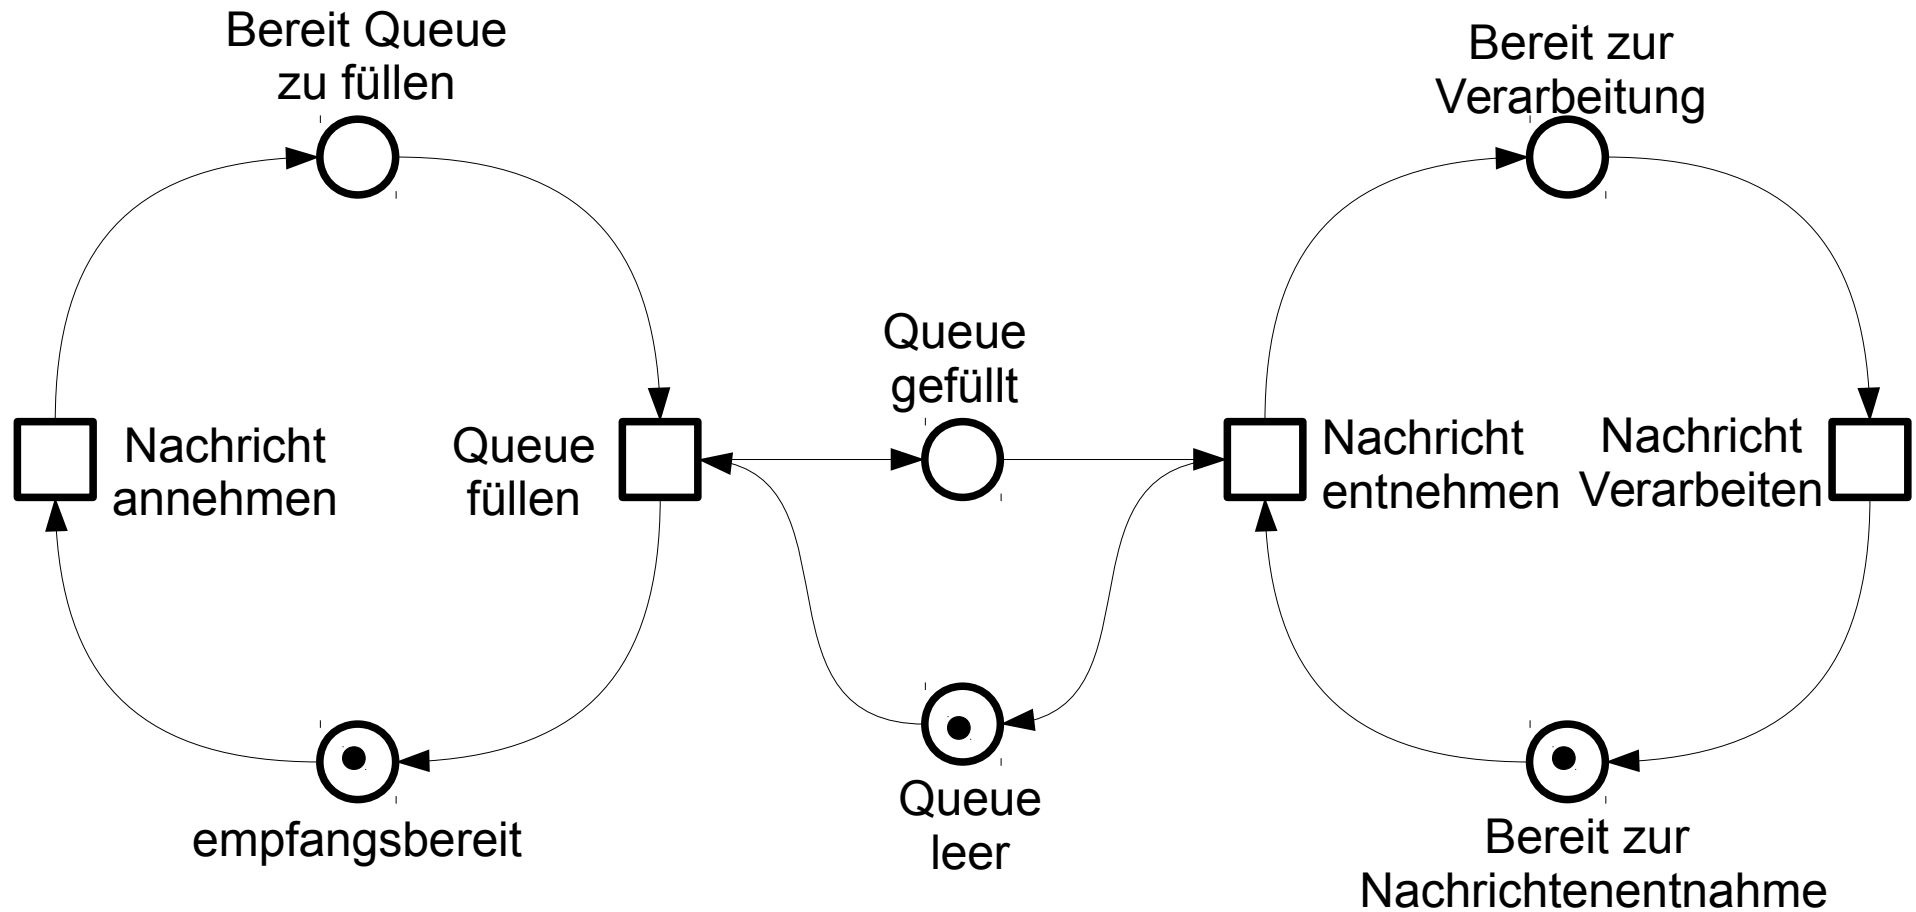 Bereit Queue
zu füllen
Bereit zur
Verarbeitung
Queue
gefüllt
Nachricht
annehmen
Queue
füllen
Nachricht
entnehmen
Nachricht
Verarbeiten
empfangsbereit
Queue
leer
Bereit zur
Nachrichtenentnahme